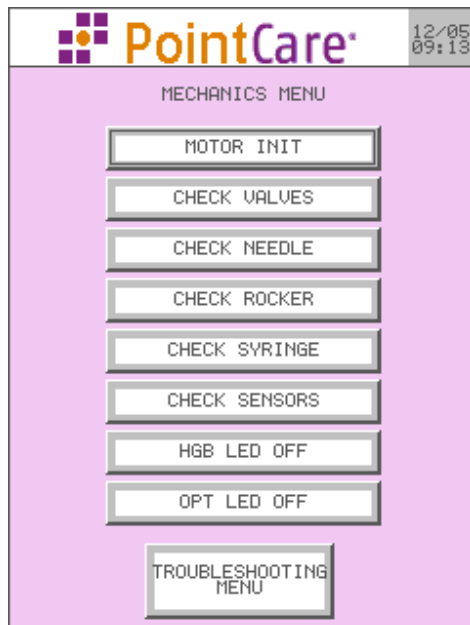 PointCare
12/05
09:13
MECHANICS MENU
MOTOR INIT
CHECK VALVES
CHECK NEEDLE
CHECK ROCKER
CHECK SYRINGE
CHECK SENSORS
HGB LED OFF
OPT LED OFF
TROUBLESHOOTING
MENU